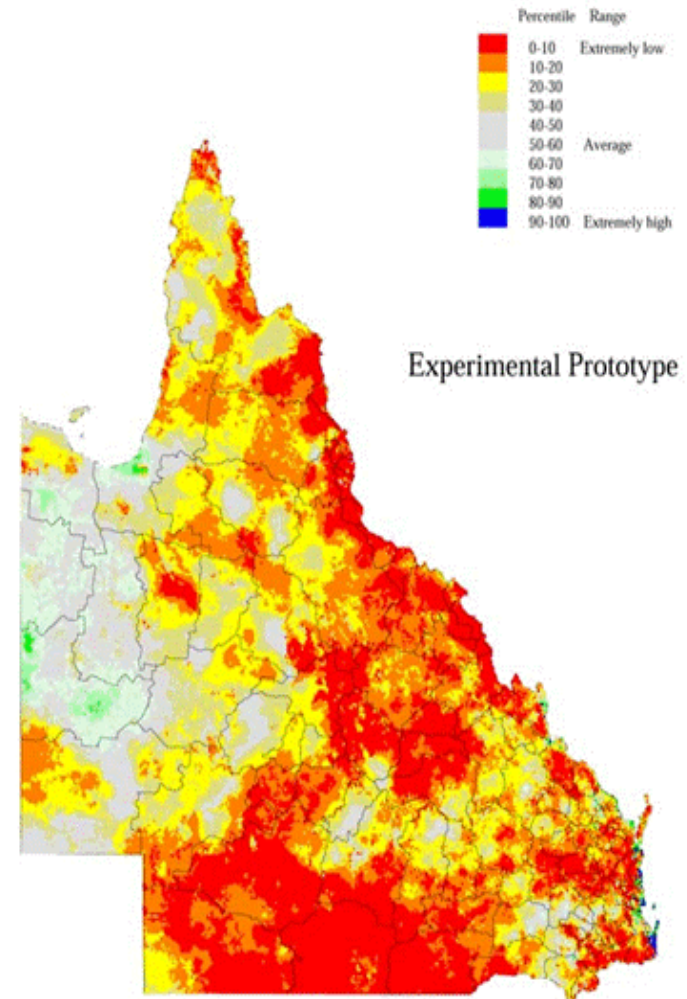 Percentile Range
0-10 Extremely low
10-20
20-30
30-40
40-50
50-60 Average
60-70
70-80
80-90
90-100 Extremely high
Experimental Prototype